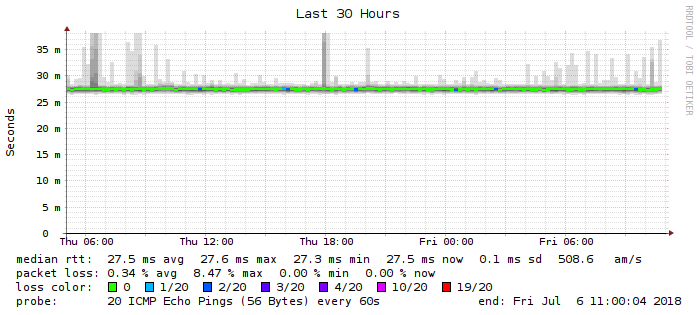 Last 30 Hours
RRDTOOL / TOBI OETIKER
Seconds
35 m
30 m
25 m
20 m
15 m
10 m
5 m
0
Thu 06:00 Thu 12:00 Thu 18:00 Fri 00:00 Fri 06:00
median rtt: 27.5 ms avg 27.6 ms max 27.3 ms min 27.5 ms now 0.1 ms sd 508.6 am/s
packet loss: 0.34 % avg 8.47 % max 0.00 % min 0.00 % now
loss color: 0 1/20 2/20 3/20 4/20 10/20 19/20
probe: 20 ICMP Echo Pings (56 Bytes) every 60s end: Fri Jul 6 11:00:04 2018